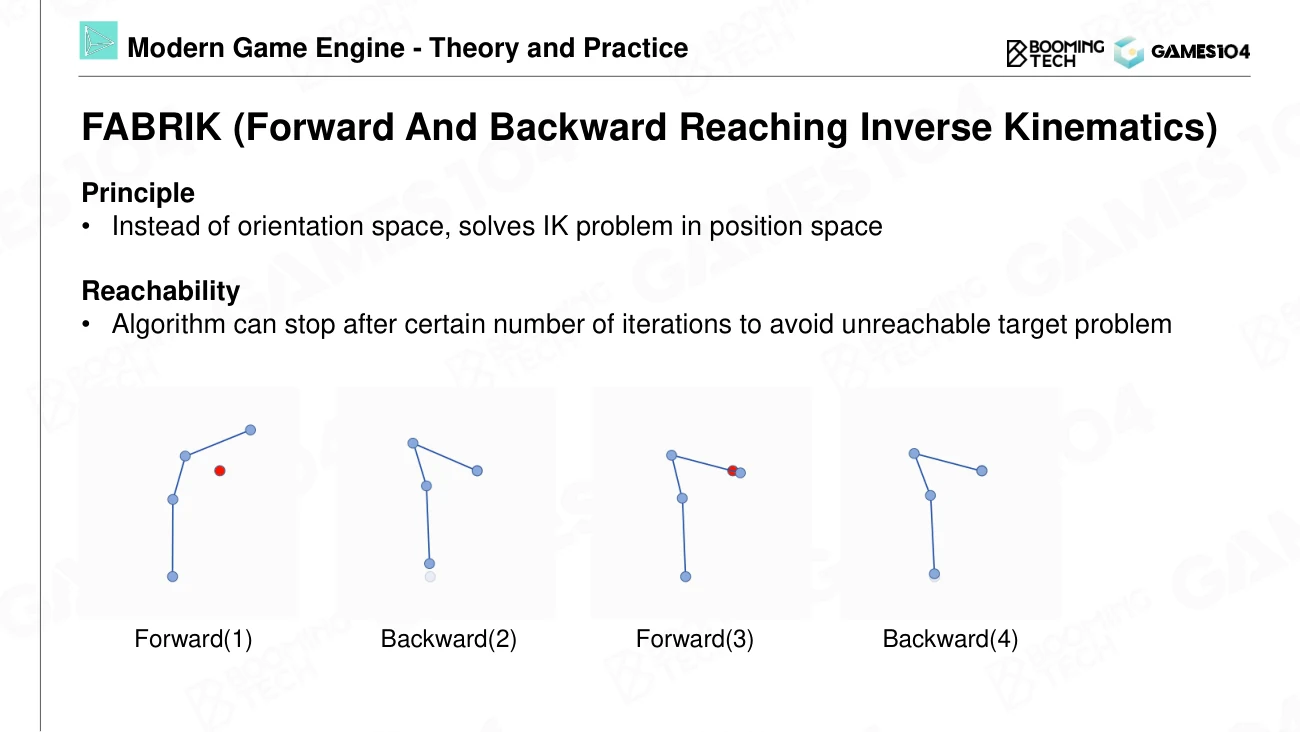 Modern Game Engine - Theory and Practice
BOOMING
TECH
GAMES104
FABRIK (Forward And Backward Reaching Inverse Kinematics)
Principle
• Instead of orientation space, solves IK problem in position space
Reachability
• Algorithm can stop after certain number of iterations to avoid unreachable target problem
Forward(1)
Backward(2)
Forward(3)
Backward(4)